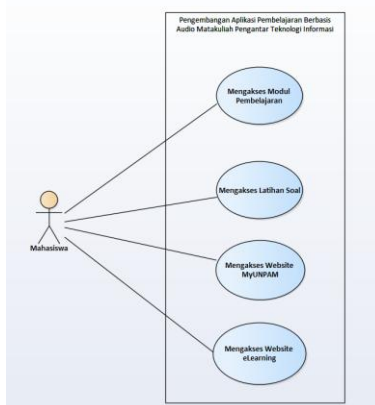 Pengembangan Aplikasi Pembelajaran Berbasis
Audio Matakuliah Pengantar Teknologi Informasi
Mengakses Modul
Pembelajaran
Mengakses Latihan Soal
Mahasiswa
Mengakses Website
MyUNPAM
Mengakses Website
eLearning